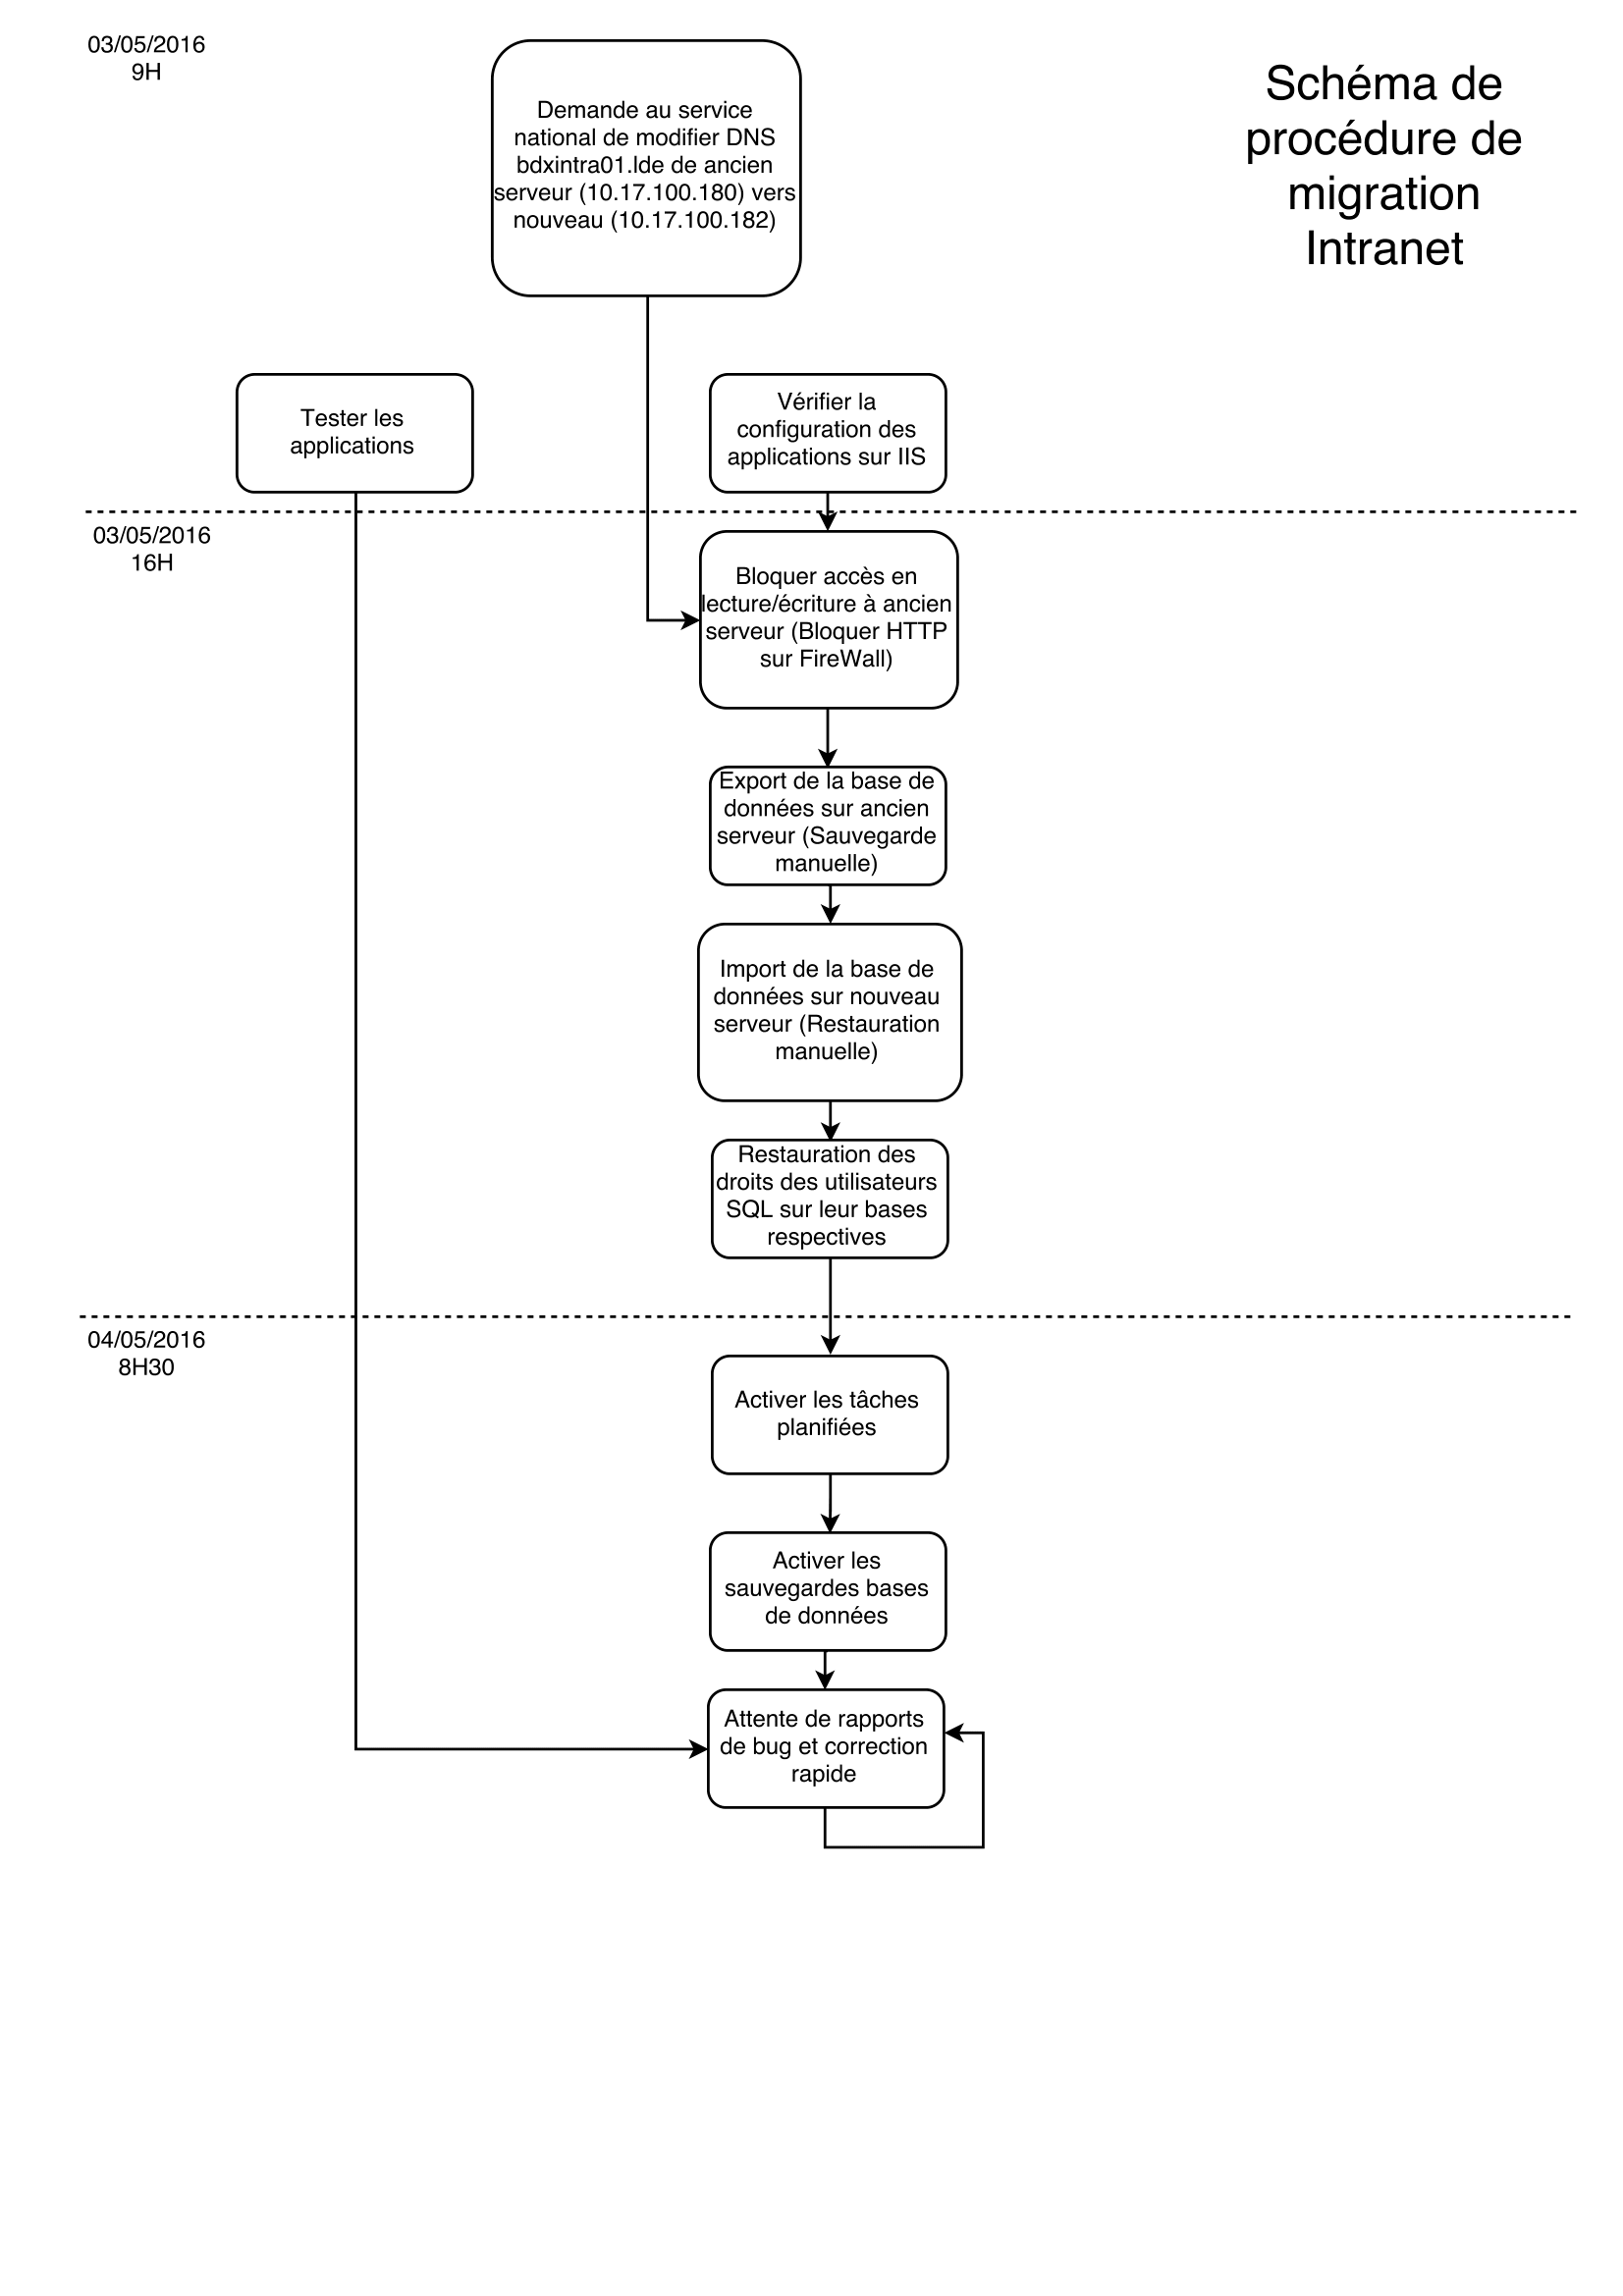 03/05/2016
9H
Demande au service
national de modifier DNS
bdxintra01.lde de ancien
serveur (10.17.100.180) vers
nouveau (10.17.100.182)
Schéma de
procédure de
migration
Intranet
Tester les
applications
Vérifier la
configuration des
applications sur IIS
03/05/2016
16H
Bloquer accès en
lecture/écriture à ancien
serveur (Bloquer HTTP
sur FireWall)
Export de la base de
données sur ancien
serveur (Sauvegarde
manuelle)
Import de la base de
données sur nouveau
serveur (Restauration
manuelle)
Restauration des
droits des utilisateurs
SQL sur leur bases
respectives
04/05/2016
8H30
Activer les tâches
planifiées
Activer les
sauvegardes bases
de données
Attente de rapports
de bug et correction
rapide